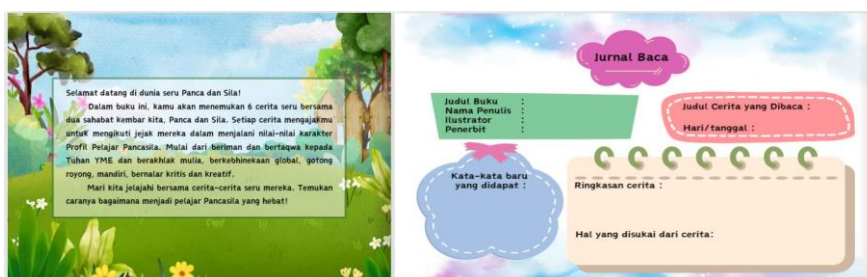 Selamat datang di dunia seru Panca dan Sila!
Dalam buku ini, kamu akan menemukan 6 cerita seru bersama
dua sahabat kembar kita, Panca dan Sila. Setiap cerita mengajakmu
untuk mengikuti jejak mereka dalam menjalani nilai-nilai karakter
Profil Pelajar Pancasila. Mulai dari beriman dan bertaqwa kepada
Tuhan YME dan berakhlak mulia, berkebhinekaan global, gotong
royong, mandiri, bernalar kritis dan kreatif.
Mari kita jelajahi bersama cerita-cerita seru mereka. Temukan
caranya bagaimana menjadi pelajar Pancasila yang hebat!
Jurnal Baca
Judul Buku :
Nama Penulis :
Ilustrator :
Penerbit :
Judul Cerita yang Dibaca :
Hari/tanggal :
Kata-kata baru
yang didapat :
Ringkasan cerita :
Hal yang disukai dari cerita: